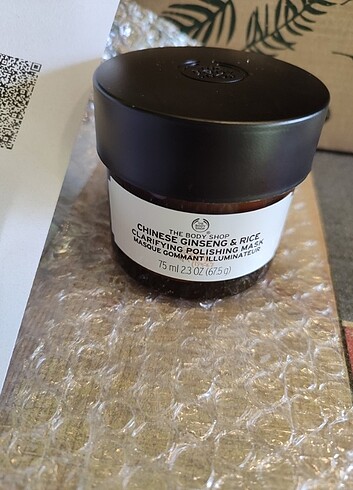 THE BODY SHOP
CHINESE GINSENG & RICE
CLARIFYING POLISHING MASK
MASQUE GOMMANT ILLUMINATEUR
75 ml 2.3 OZ (67.5 g)